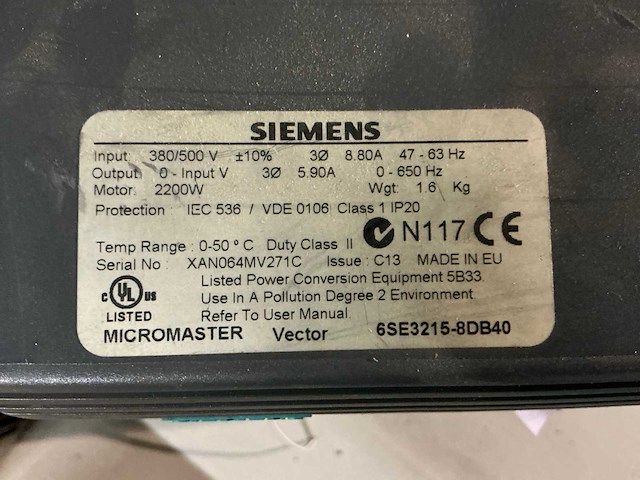 SIEMENS
Input: 380/500 V ±10% 3Ø 8.80A 47 - 63 Hz
Output: 0 - Input V 3Ø 5.90A 0 - 650 Hz
Motor: 2200W Wgt: 1.6 Kg
Protection IEC 536 / VDE 0106 Class 1 IP20
N117 CE
Temp Range : 0-50 º C Duty Class II
Serial No : XAN064MV271C Issue : C13 MADE IN EU
Listed Power Conversion Equipment 5B33
c UL US
Use In A Pollution Degree 2 Environment
LISTED Refer To User Manual
MICROMASTER Vector 6SE3215-8DB40